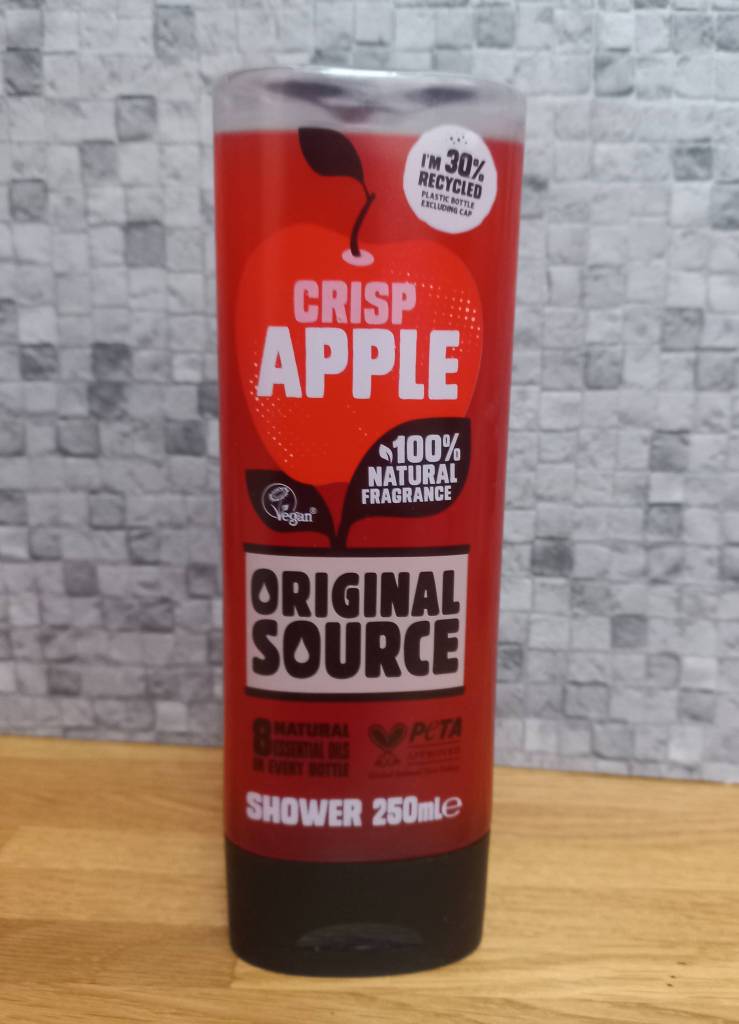 I'M 30%
RECYCLED
PLASTIC BOTTLE
EXCLUDING CAP
CRISP
APPLE
100%
NATURAL
FRAGRANCE
Vegan
ORIGINAL
SOURCE
8 NATURAL
ESSENTIAL OILS
IN EVERY BOTTLE
PETA
APPROVED
SHOWER 250ml℮